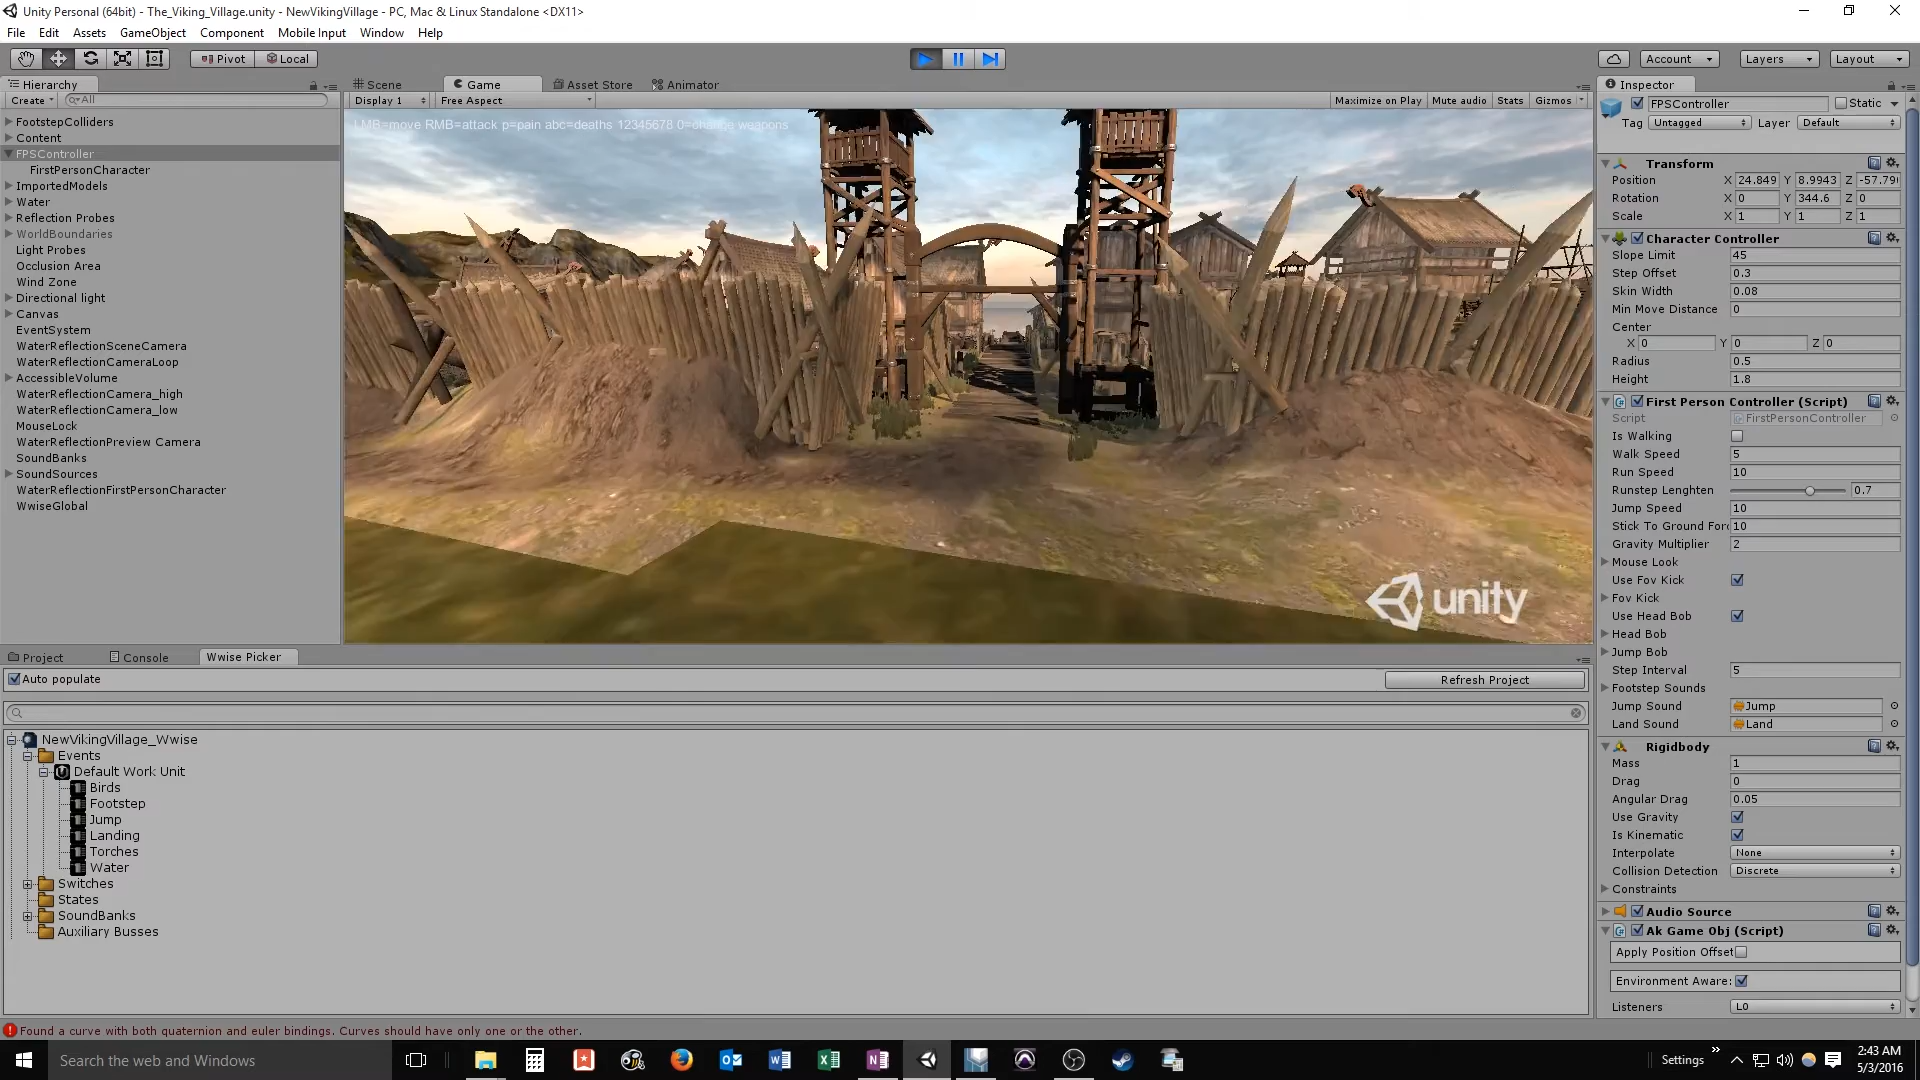 Unity Personal (64bit) - The_Viking_Village.unity - NewVikingVillage - PC, Mac & Linux Standalone <DX11>
File Edit Assets GameObject Component Mobile Input Window Help
Pivot Local Account Layers Layout
Hierarchy
Create All
FootstepColliders
Content
FPSController
FirstPersonCharacter
ImportedModels
Water
Reflection Probes
WorldBoundaries
Light Probes
Occlusion Area
Wind Zone
Directional light
Canvas
EventSystem
WaterReflectionSceneCamera
WaterReflectionCameraLoop
AccessibleVolume
WaterReflectionCamera_high
WaterReflectionCamera_low
MouseLock
WaterReflectionPreview Camera
SoundBanks
SoundSources
WaterReflectionFirstPersonCharacter
WwiseGlobal
Scene Game Asset Store Animator
Display 1 Free Aspect Maximize on Play Mute audio Stats Gizmos
LMB=move RMB=attack p=pain abc=deaths 12345678 0=change weapons
unity
Inspector
FPSController Static
Tag Untagged Layer Default
Transform
Position X 24.849 Y 8.9943 Z -57.79
Rotation X 0 Y 344.6 Z 0
Scale X 1 Y 1 Z 1
Character Controller
Slope Limit 45
Step Offset 0.3
Skin Width 0.08
Min Move Distance 0
Center
X 0 Y 0 Z 0
Radius 0.5
Height 1.8
First Person Controller (Script)
Script FirstPersonController
Is Walking
Walk Speed 5
Run Speed 10
Runstep Lenghten 0.7
Jump Speed 10
Stick To Ground For 10
Gravity Multiplier 2
Mouse Look
Use Fov Kick
Fov Kick
Use Head Bob
Head Bob
Jump Bob
Step Interval 5
Footstep Sounds
Jump Sound Jump
Land Sound Land
Rigidbody
Mass 1
Drag 0
Angular Drag 0.05
Use Gravity
Is Kinematic
Interpolate None
Collision Detection Discrete
Constraints
Audio Source
Ak Game Obj (Script)
Apply Position Offset
Environment Aware:
Listeners L0
Project Console Wwise Picker
Auto populate Refresh Project
NewVikingVillage_Wwise
Events
Default Work Unit
Birds
Footstep
Jump
Landing
Torches
Water
Switches
States
SoundBanks
Auxiliary Busses
Found a curve with both quaternion and euler bindings. Curves should have only one or the other.
Search the web and Windows
Settings
2:43 AM
5/3/2016